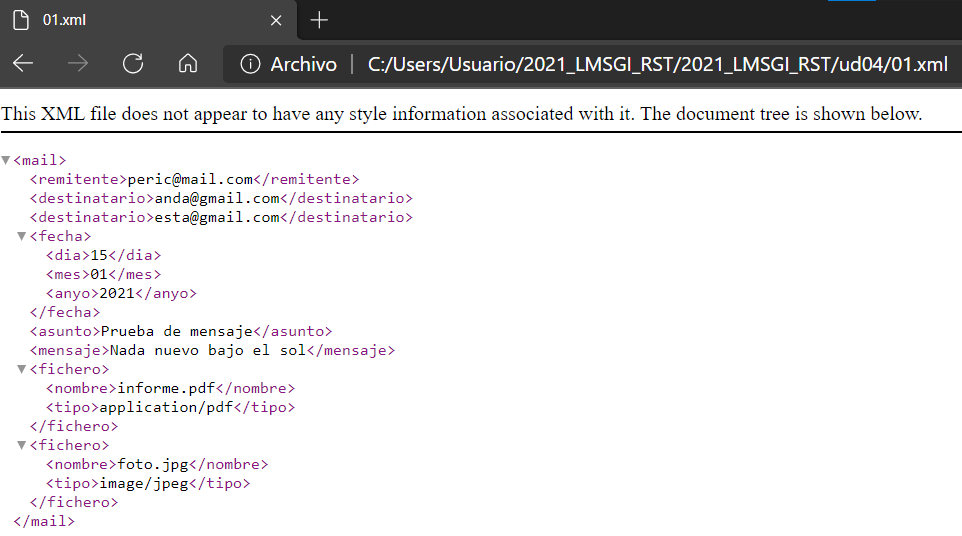 01.xml
Archivo | C:/Users/Usuario/2021_LMSGI_RST/2021_LMSGI_RST/ud04/01.xml
This XML file does not appear to have any style information associated with it. The document tree is shown below.
<mail>
<remitente>peric@mail.com</remitente>
<destinatario>anda@gmail.com</destinatario>
<destinatario>esta@gmail.com</destinatario>
<fecha>
<dia>15</dia>
<mes>01</mes>
<anyo>2021</anyo>
</fecha>
<asunto>Prueba de mensaje</asunto>
<mensaje>Nada nuevo bajo el sol</mensaje>
<fichero>
<nombre>informe.pdf</nombre>
<tipo>application/pdf</tipo>
</fichero>
<fichero>
<nombre>foto.jpg</nombre>
<tipo>image/jpeg</tipo>
</fichero>
</mail>